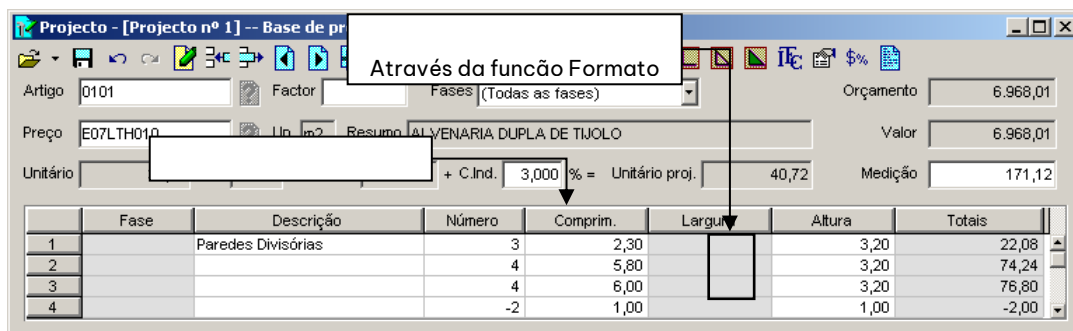 Projecto - [Projecto nº 1] -- Base de pr
Através da funcão Formato
Artigo 0101 Factor Fases (Todas as fases) Orçamento 6.968,01
Preço E07LTH010 Un. m2 Resumo ALVENARIA DUPLA DE TIJOLO Valor 6.968,01
Unitário + C.Ind. 3,000 % = Unitário proj. 40,72 Medição 171,12
Fase Descrição Número Comprim. Largur Altura Totais
1 Paredes Divisórias 3 2,30 3,20 22,08
2 4 5,80 3,20 74,24
3 4 6,00 3,20 76,80
4 -2 1,00 1,00 -2,00